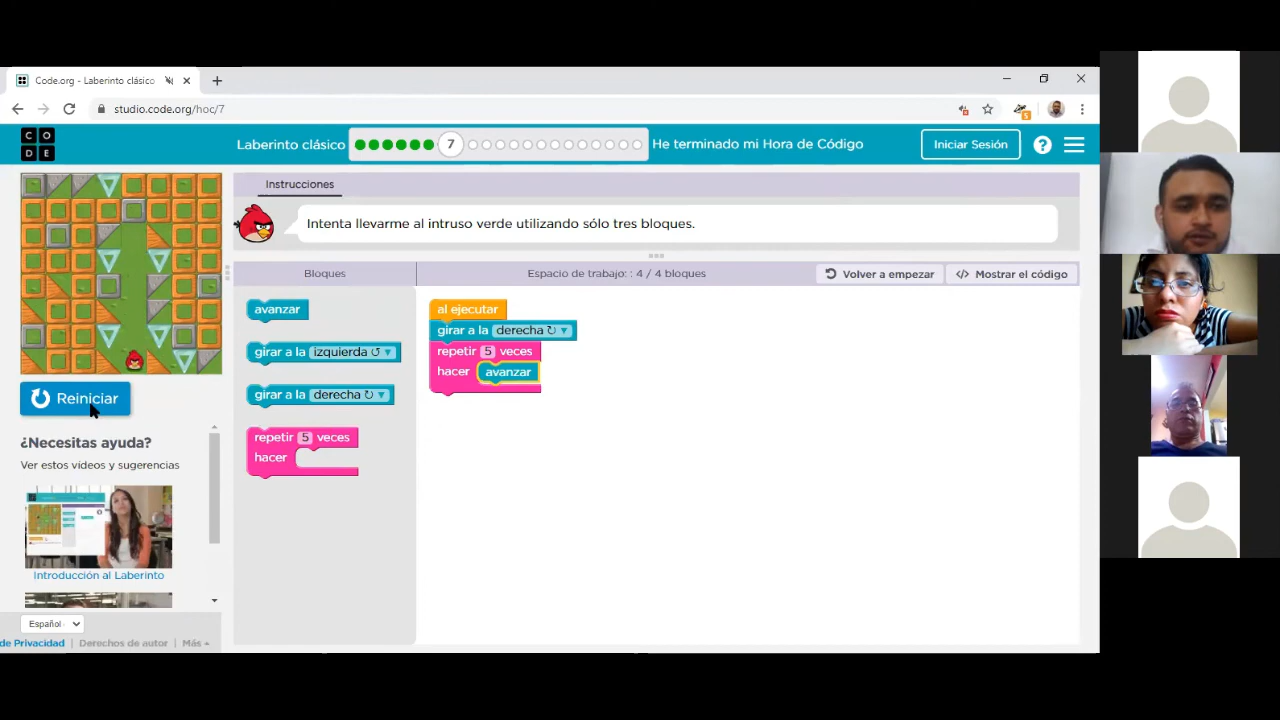 Code.org - Laberinto clásico
studio.code.org/hoc/7
C O
D E
Laberinto clásico
7
He terminado mi Hora de Código
Iniciar Sesión
?
Instrucciones
Intenta llevarme al intruso verde utilizando sólo tres bloques.
Bloques
Espacio de trabajo: : 4 / 4 bloques
Volver a empezar
</> Mostrar el código
avanzar
girar a la izquierda ↺ ▼
girar a la derecha ↻ ▼
repetir 5 veces
hacer
al ejecutar
girar a la derecha ↻ ▼
repetir 5 veces
hacer avanzar
Reiniciar
¿Necesitas ayuda?
Ver estos vídeos y sugerencias
Introducción al Laberinto
Español
de Privacidad | Derechos de autor | Más